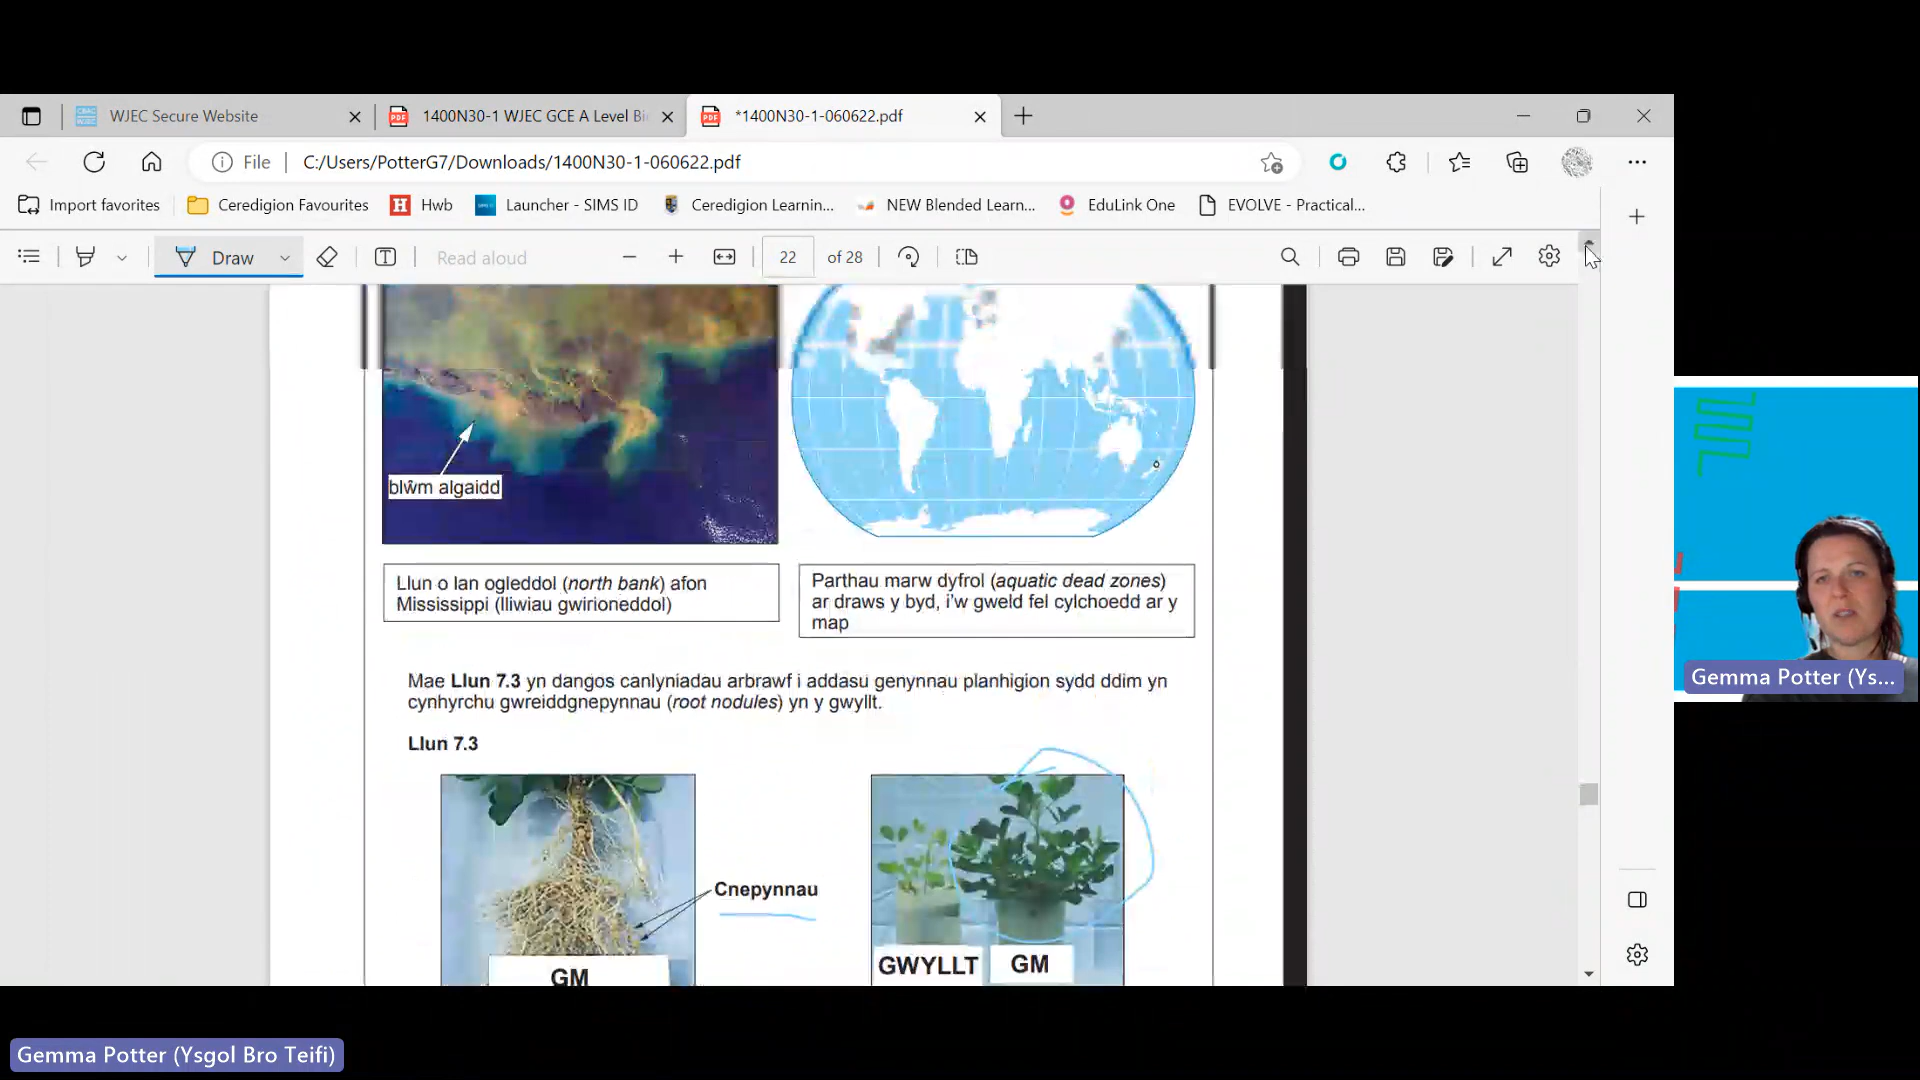 WJEC Secure Website
1400N30-1 WJEC GCE A Level Bi
*1400N30-1-060622.pdf
File
C:/Users/PotterG7/Downloads/1400N30-1-060622.pdf
Import favorites
Ceredigion Favourites
Hwb
Launcher - SIMS ID
Ceredigion Learnin...
NEW Blended Learn...
EduLink One
EVOLVE - Practical...
Draw
Read aloud
22
of 28
blŵm algaidd
Llun o lan ogleddol (north bank) afon
Mississippi (lliwiau gwirioneddol)
Parthau marw dyfrol (aquatic dead zones)
ar draws y byd, i'w gweld fel cylchoedd ar y
map
Mae Llun 7.3 yn dangos canlyniadau arbrawf i addasu genynnau planhigion sydd ddim yn
cynhyrchu gwreiddgnepynnau (root nodules) yn y gwyllt.
Llun 7.3
Cnepynnau
GM
GWYLLT
GM
Gemma Potter (Ys...
Gemma Potter (Ysgol Bro Teifi)